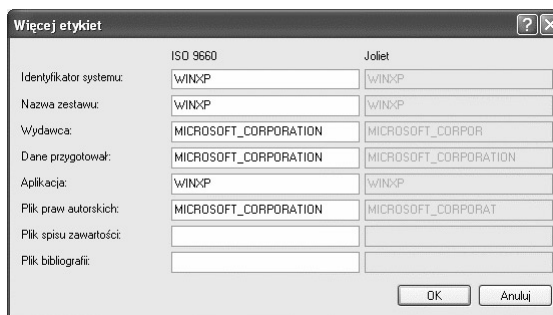 Więcej etykiet
ISO 9660 Joliet
Identyfikator systemu: WINXP WINXP
Nazwa zestawu: WINXP WINXP
Wydawca: MICROSOFT_CORPORATION MICROSOFT_CORPOR
Dane przygotował: MICROSOFT_CORPORATION MICROSOFT_CORPORATION
Aplikacja: WINXP WINXP
Plik praw autorskich: MICROSOFT_CORPORATION MICROSOFT_CORPORAT
Plik spisu zawartości:
Plik bibliografii:
OK Anuluj